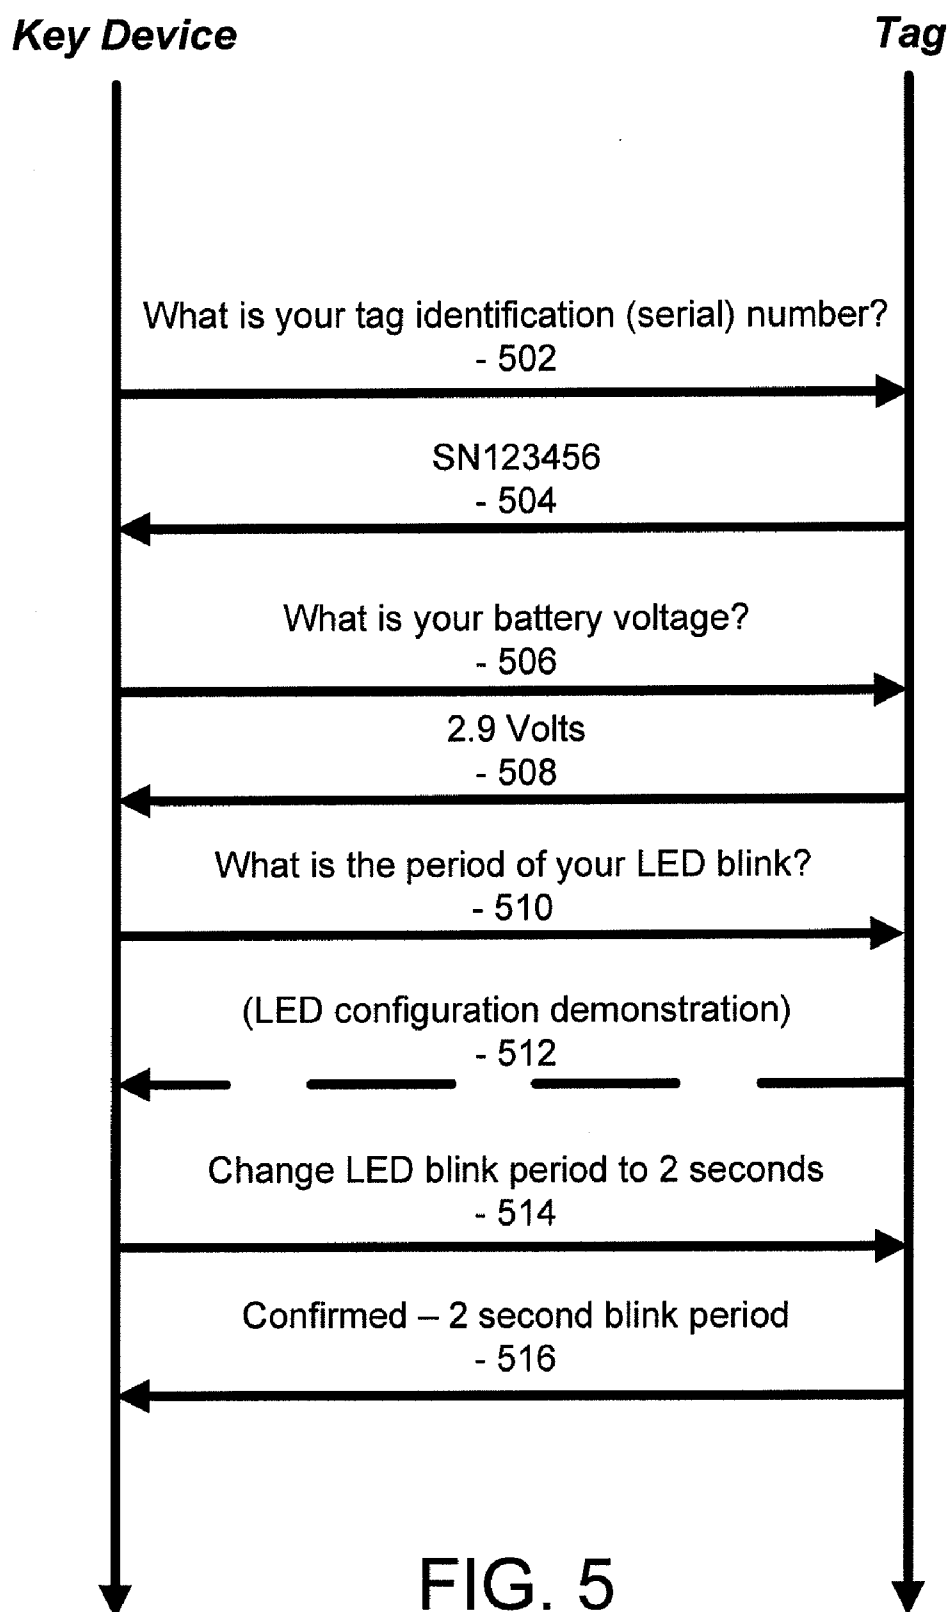 Key Device
Tag
What is your tag identification (serial) number?
- 502
SN123456
- 504
What is your battery voltage?
- 506
2.9 Volts
- 508
What is the period of your LED blink?
- 510
(LED configuration demonstration)
- 512
Change LED blink period to 2 seconds
- 514
Confirmed – 2 second blink period
- 516
FIG. 5